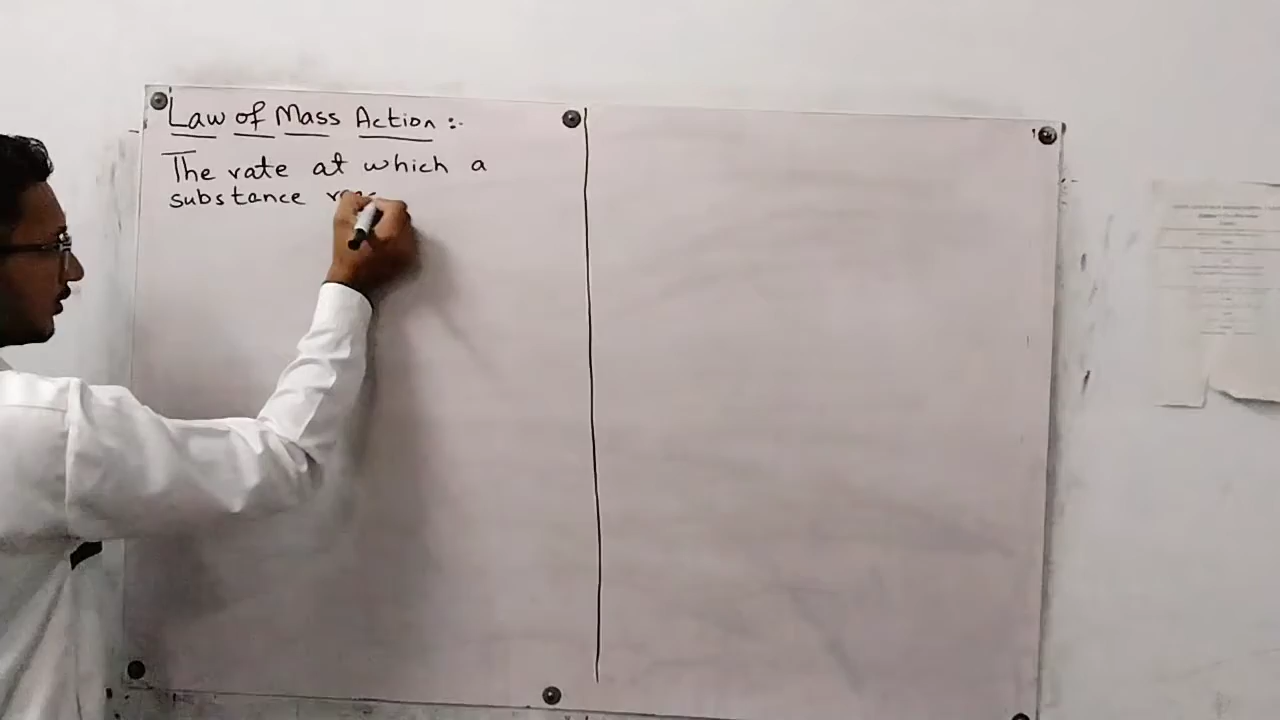 Law of Mass Action :-
The rate at which a
substance